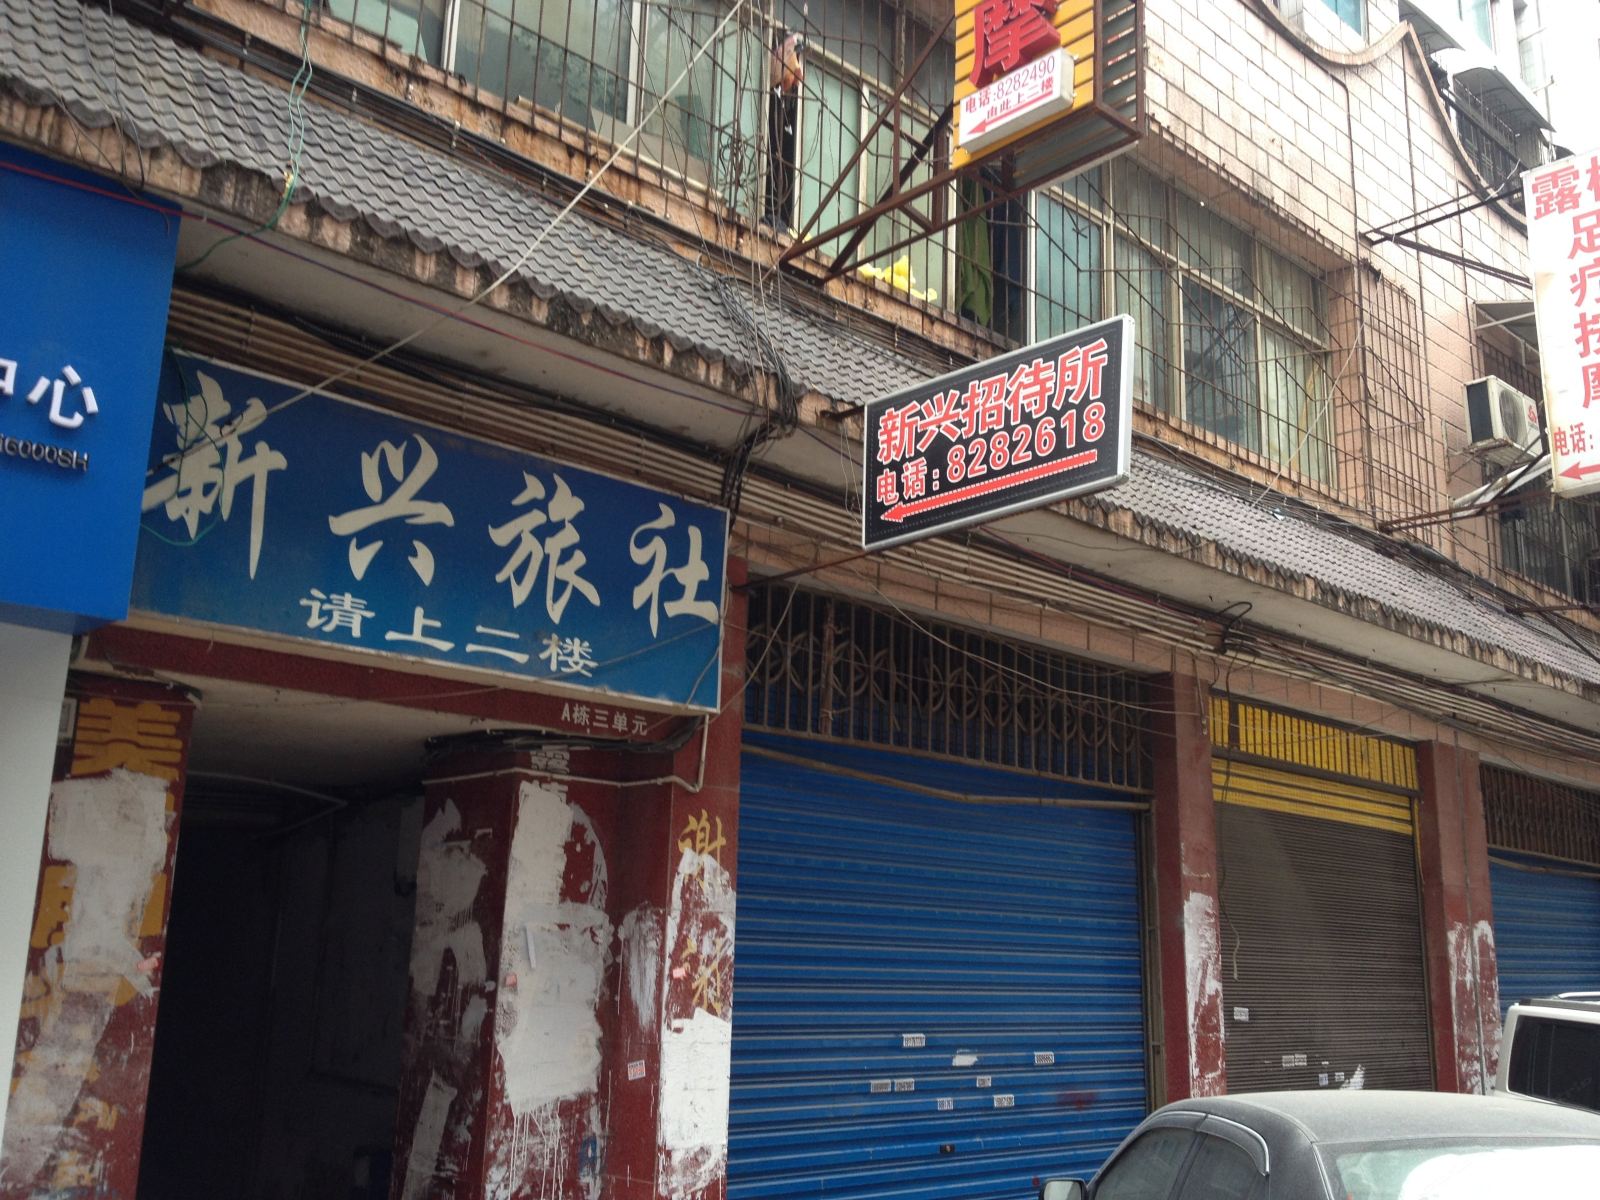 摩
电话:8282490
由此上二楼
露
足疗按摩
电话:
新兴招待所
电话:8282618
中心
新兴旅社
请上二楼
A栋三单元
谢